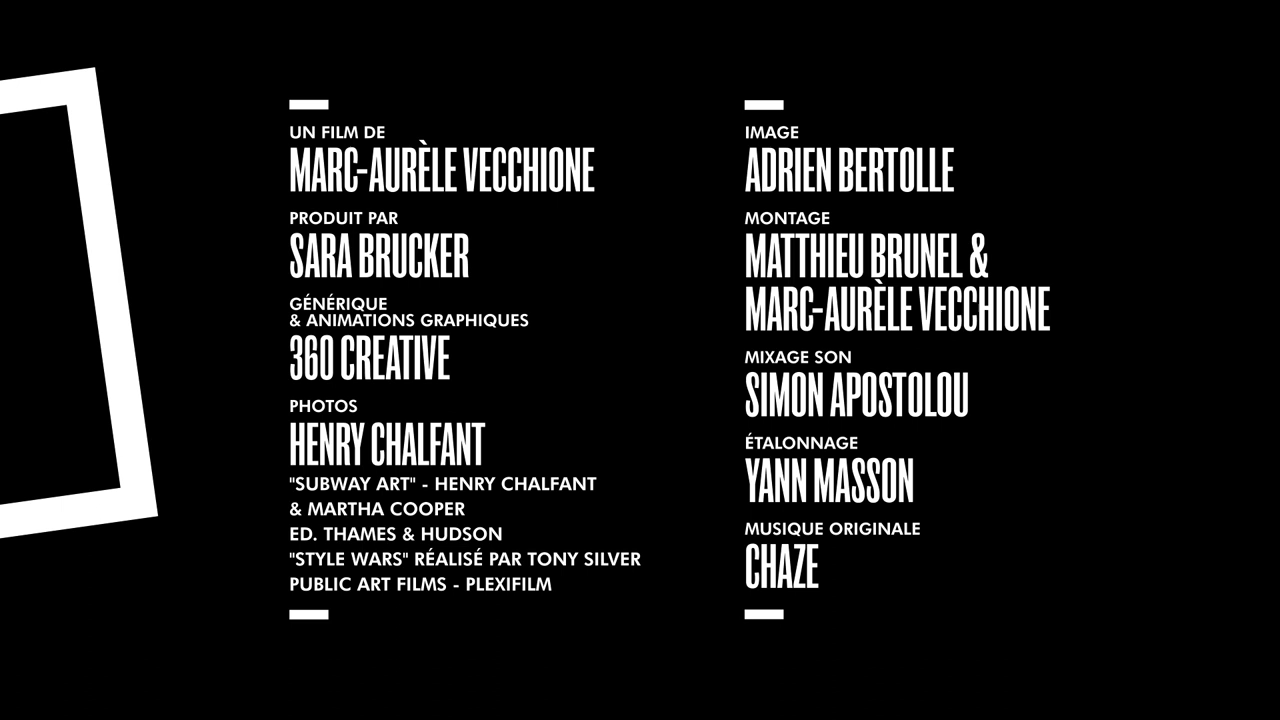 UN FILM DE
MARC-AURÈLE VECCHIONE
PRODUIT PAR
SARA BRUCKER
GÉNÉRIQUE
& ANIMATIONS GRAPHIQUES
360 CREATIVE
PHOTOS
HENRY CHALFANT
"SUBWAY ART" - HENRY CHALFANT
& MARTHA COOPER
ED. THAMES & HUDSON
"STYLE WARS" RÉALISÉ PAR TONY SILVER
PUBLIC ART FILMS - PLEXIFILM
IMAGE
ADRIEN BERTOLLE
MONTAGE
MATTHIEU BRUNEL &
MARC-AURÈLE VECCHIONE
MIXAGE SON
SIMON APOSTOLOU
ÉTALONNAGE
YANN MASSON
MUSIQUE ORIGINALE
CHAZE